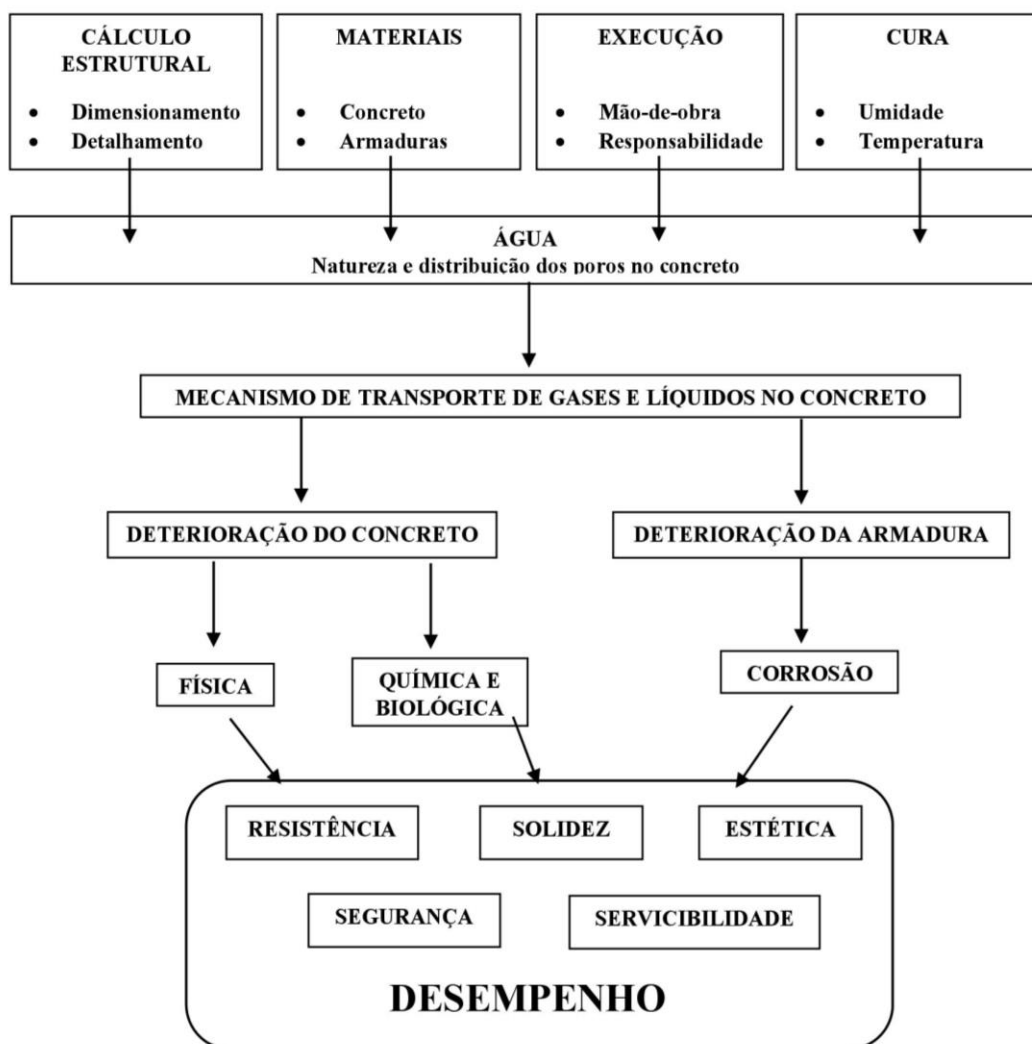 CÁLCULO
ESTRUTURAL
• Dimensionamento
• Detalhamento
MATERIAIS
• Concreto
• Armaduras
EXECUÇÃO
• Mão-de-obra
• Responsabilidade
CURA
• Umidade
• Temperatura
ÁGUA
Natureza e distribuição dos poros no concreto
MECANISMO DE TRANSPORTE DE GASES E LÍQUIDOS NO CONCRETO
DETERIORAÇÃO DO CONCRETO
DETERIORAÇÃO DA ARMADURA
FÍSICA
QUÍMICA E
BIOLÓGICA
CORROSÃO
RESISTÊNCIA
SOLIDEZ
ESTÉTICA
SEGURANÇA
SERVICIBILIDADE
DESEMPENHO